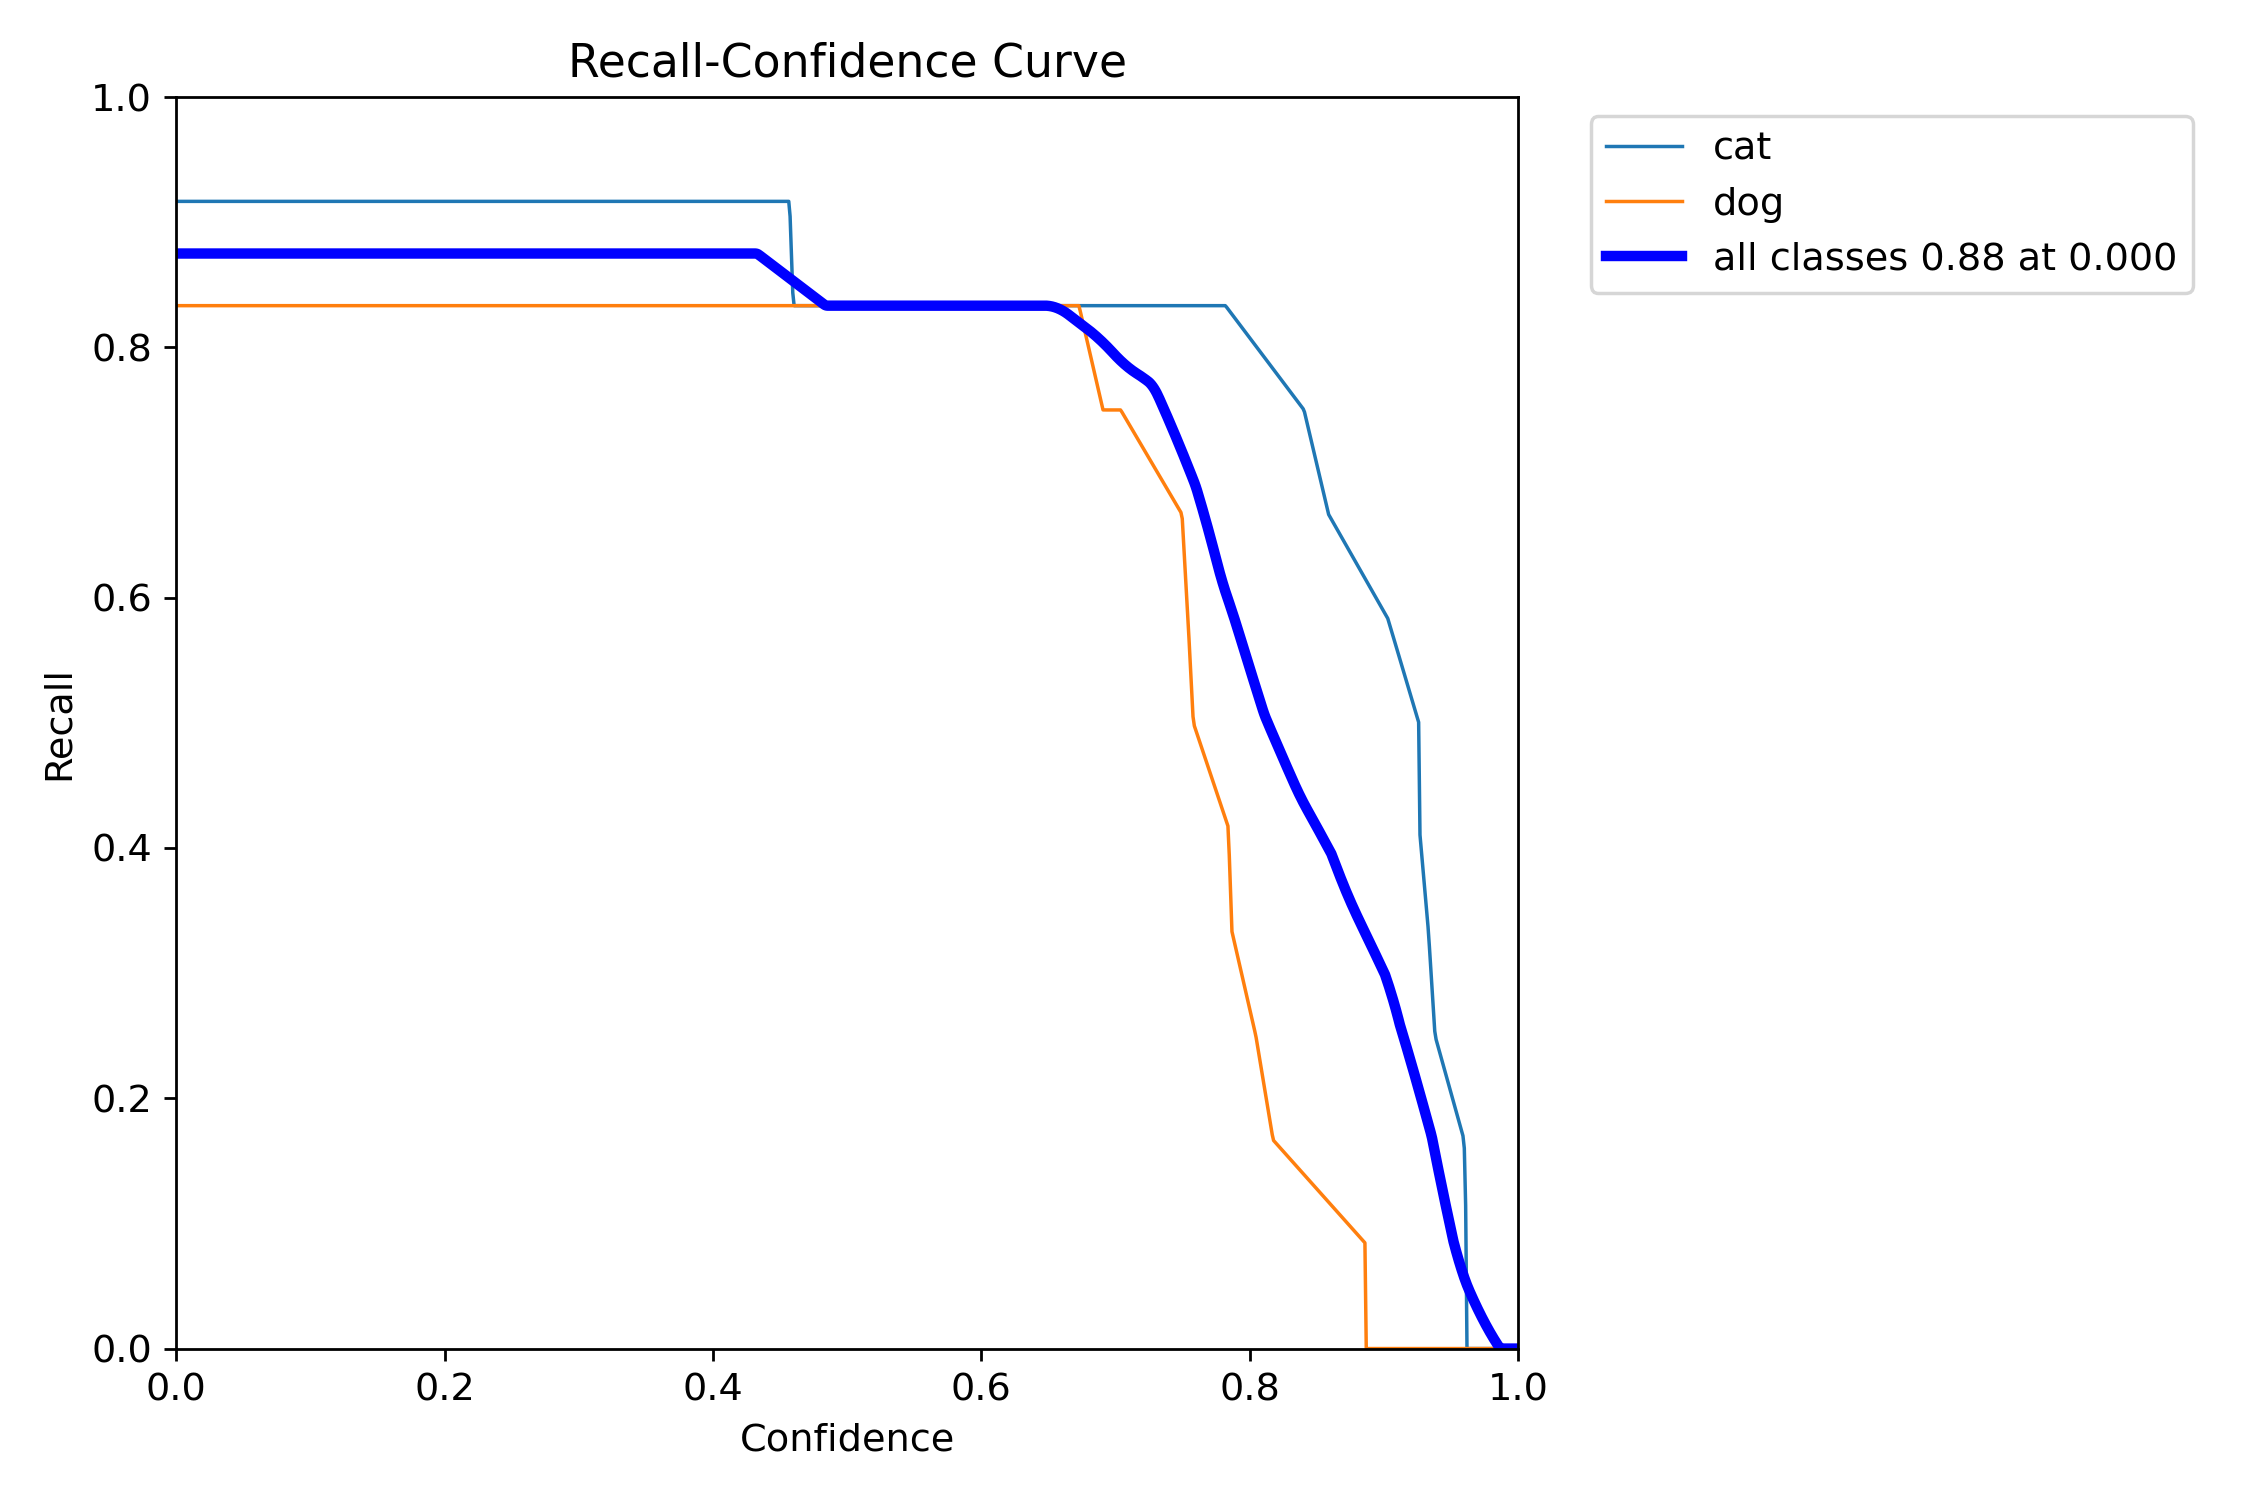 Recall-Confidence Curve
1.0
0.8
0.6
0.4
0.2
0.0
Recall
0.0 0.2 0.4 0.6 0.8 1.0
Confidence
cat
dog
all classes 0.88 at 0.000